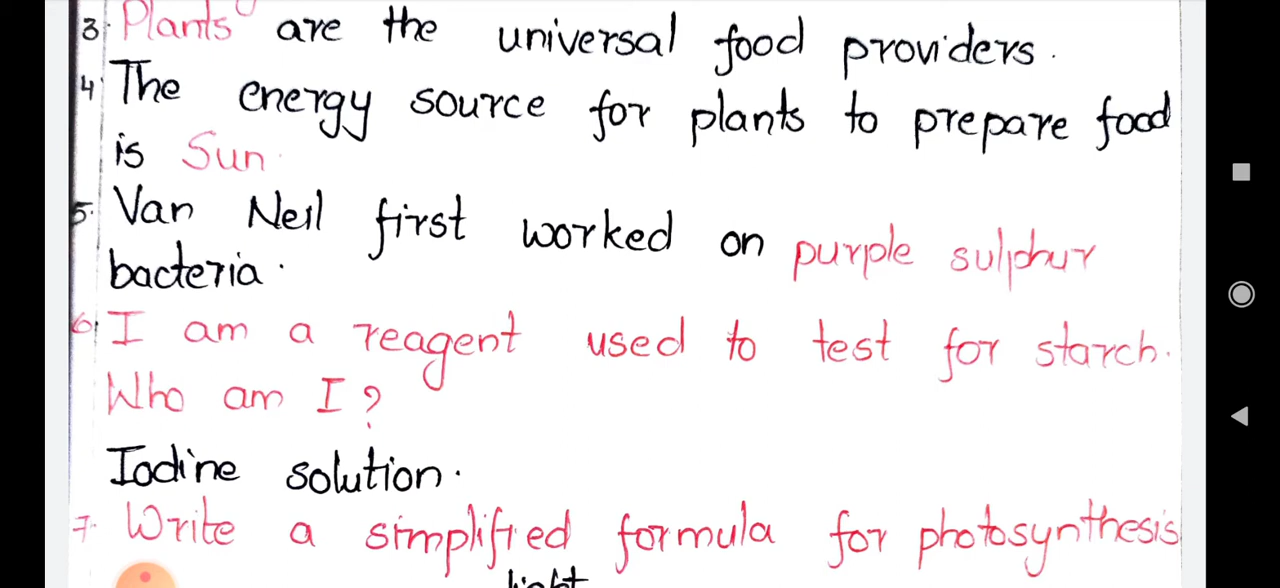 3. Plants are the universal food providers.
4. The energy source for plants to prepare food
is Sun.
5. Van Neil first worked on purple sulphur
bacteria.
6. I am a reagent used to test for starch.
Who am I?
Iodine solution.
7. Write a simplified formula for photosynthesis
light